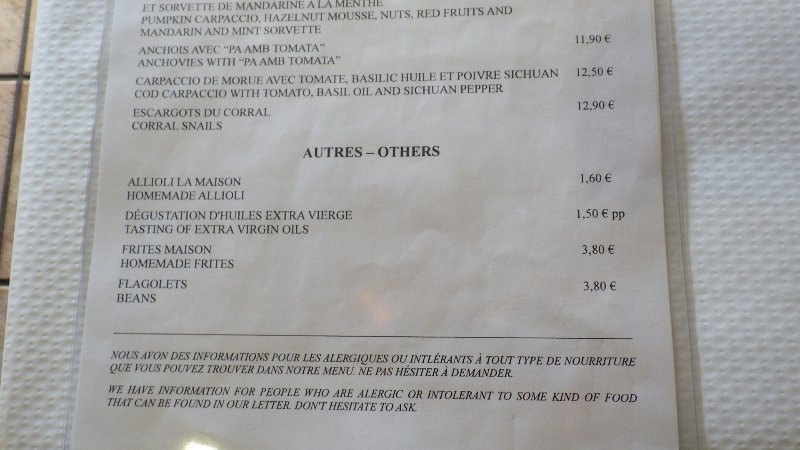 ET SORVETTE DE MANDARINE A LA MENTHE
PUMPKIN CARPACCIO, HAZELNUT MOUSSE, NUTS, RED FRUITS AND
MANDARIN AND MINT SORVETTE
ANCHOIS AVEC “PA AMB TOMATA” 11,90 €
ANCHOVIES WITH “PA AMB TOMATA”
CARPACCIO DE MORUE AVEC TOMATE, BASILIC HUILE ET POIVRE SICHUAN 12,50 €
COD CARPACCIO WITH TOMATO, BASIL OIL AND SICHUAN PEPPER
ESCARGOTS DU CORRAL 12,90 €
CORRAL SNAILS
AUTRES – OTHERS
ALLIOLI LA MAISON 1,60 €
HOMEMADE ALLIOLI
DÉGUSTATION D'HUILES EXTRA VIERGE 1,50 € pp
TASTING OF EXTRA VIRGIN OILS
FRITES MAISON 3,80 €
HOMEMADE FRITES
FLAGOLETS 3,80 €
BEANS
NOUS AVON DES INFORMATIONS POUR LES ALERGIQUES OU INTLÉRANTS À TOUT TYPE DE NOURRITURE
QUE VOUS POUVEZ TROUVER DANS NOTRE MENU. NE PAS HÉSITER À DEMANDER.
WE HAVE INFORMATION FOR PEOPLE WHO ARE ALERGIC OR INTOLERANT TO SOME KIND OF FOOD
THAT CAN BE FOUND IN OUR LETTER. DON'T HESITATE TO ASK.